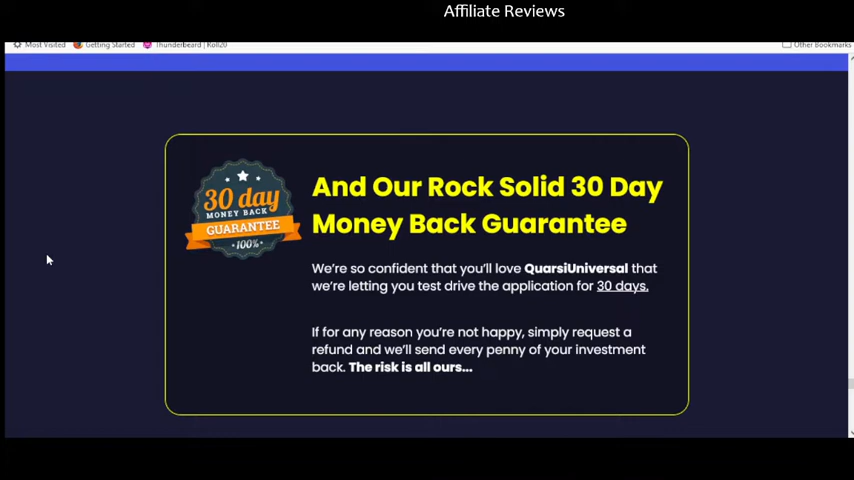 Affiliate Reviews
Most Visited Getting Started Thunderbeard | Roll20 Other Bookmarks
And Our Rock Solid 30 Day
Money Back Guarantee
30 day
MONEY BACK
GUARANTEE
100%
We're so confident that you'll love QuarsiUniversal that
we're letting you test drive the application for 30 days.
If for any reason you're not happy, simply request a
refund and we'll send every penny of your investment
back. The risk is all ours...